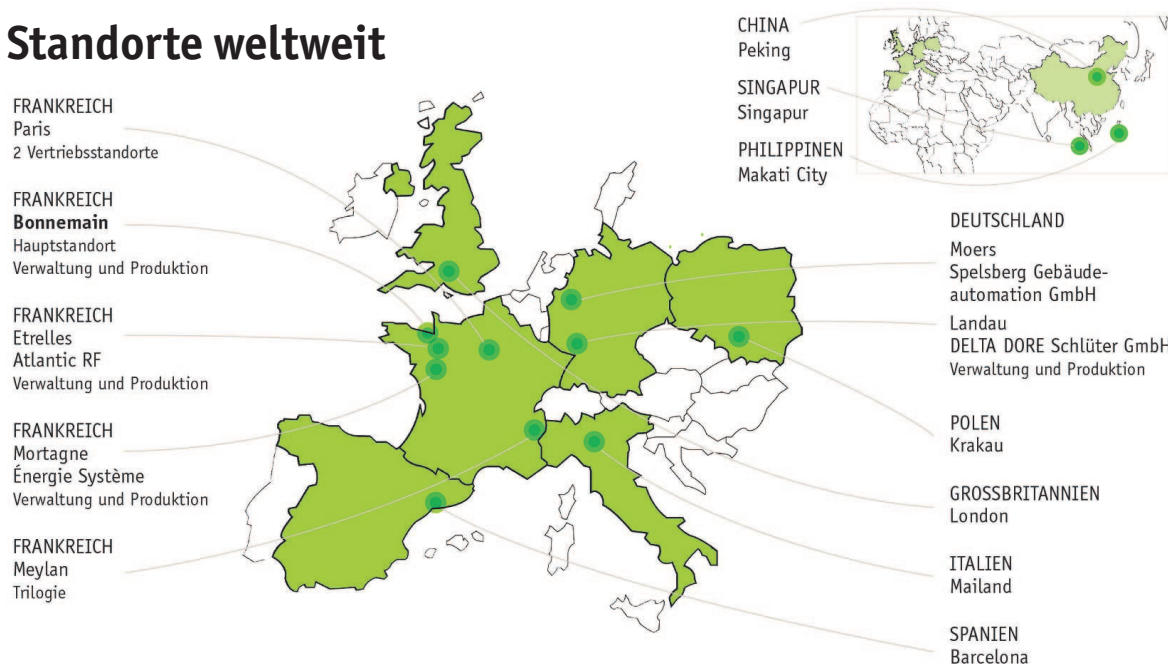 Standorte weltweit
FRANKREICH
Paris
2 Vertriebsstandorte
FRANKREICH
Bonnemain
Hauptstandort
Verwaltung und Produktion
FRANKREICH
Etrelles
Atlantic RF
Verwaltung und Produktion
FRANKREICH
Mortagne
Énergie Système
Verwaltung und Produktion
FRANKREICH
Meylan
Trilogie
CHINA
Peking
SINGAPUR
Singapur
PHILIPPINEN
Makati City
DEUTSCHLAND
Moers
Spelsberg Gebäude-
automation GmbH
Landau
DELTA DORE Schlüter GmbH
Verwaltung und Produktion
POLEN
Krakau
GROSSBRITANNIEN
London
ITALIEN
Mailand
SPANIEN
Barcelona